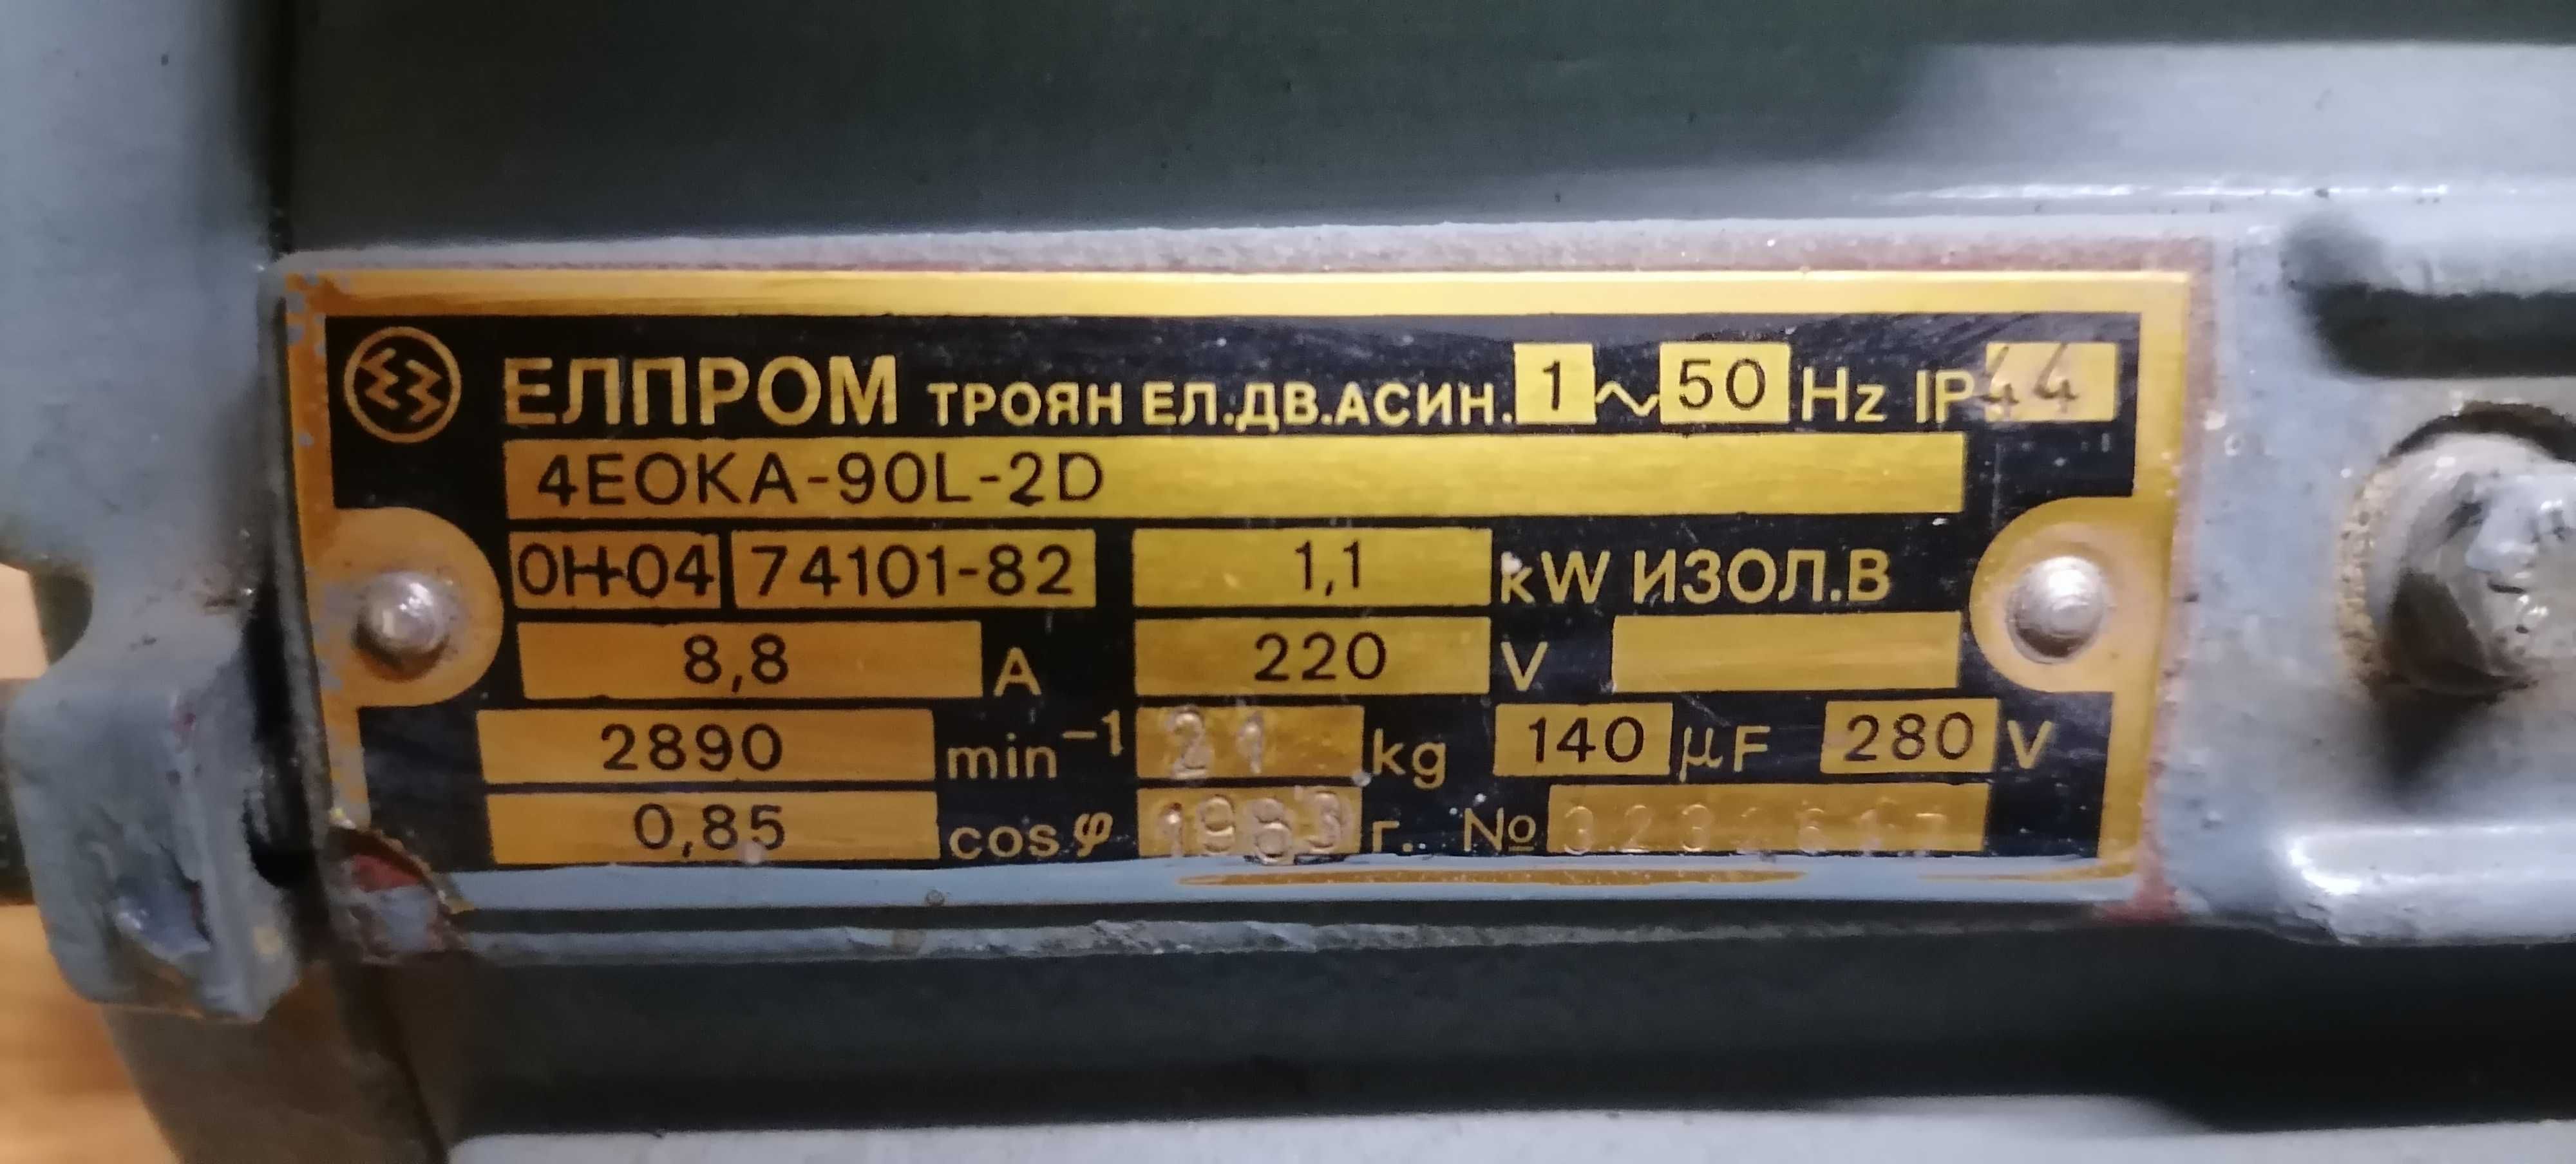 ЕЛПРОМ ТРОЯН ЕЛ.ДВ.АСИН. 1~50 Hz IP44
4ЕОКА-90L-2D
ОН-04 74101-82 1,1 kW ИЗОЛ.В
8,8 A 220 V
2890 min⁻¹ 21 kg 140 µF 280 V
0,85 cos φ 1983 г. №